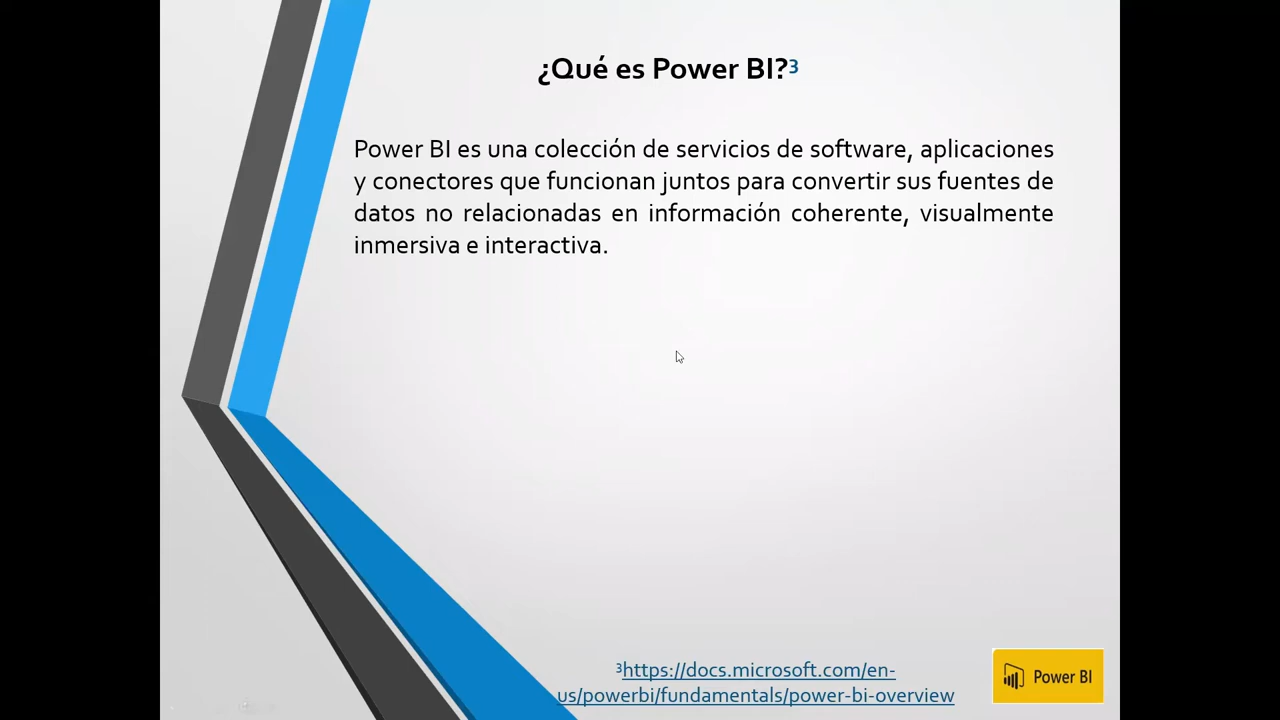 ¿Qué es Power BI?³
Power BI es una colección de servicios de software, aplicaciones
y conectores que funcionan juntos para convertir sus fuentes de
datos no relacionadas en información coherente, visualmente
inmersiva e interactiva.
³https://docs.microsoft.com/en-
us/powerbi/fundamentals/power-bi-overview
Power BI